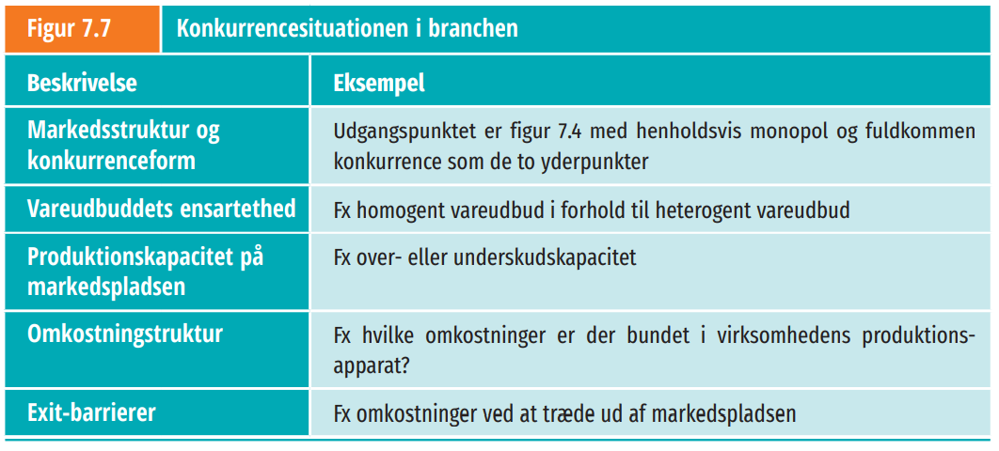 Figur 7.7
Konkurrencesituationen i branchen
Beskrivelse
Eksempel
Markedsstruktur og
konkurrenceform
Udgangspunktet er figur 7.4 med henholdsvis monopol og fuldkommen
konkurrence som de to yderpunkter
Vareudbuddets ensartethed
Fx homogent vareudbud i forhold til heterogent vareudbud
Produktionskapacitet på
markedspladsen
Fx over- eller underskudskapacitet
Omkostningstruktur
Fx hvilke omkostninger er der bundet i virksomhedens produktions-
apparat?
Exit-barrierer
Fx omkostninger ved at træde ud af markedspladsen